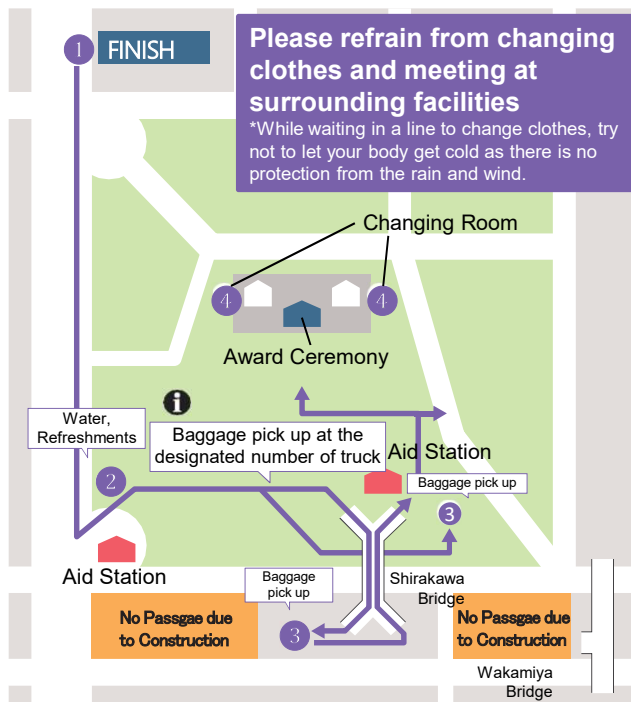 1
FINISH
Please refrain from changing
clothes and meeting at
surrounding facilities
*While waiting in a line to change clothes, try
not to let your body get cold as there is no
protection from the rain and wind.
Changing Room
4
4
Award Ceremony
i
Water,
Refreshments
Baggage pick up at the
designated number of truck
Aid Station
Baggage pick up
2
3
Aid Station
Baggage
pick up
Shirakawa
Bridge
No Passgae due
to Construction
3
No Passgae due
to Construction
Wakamiya
Bridge